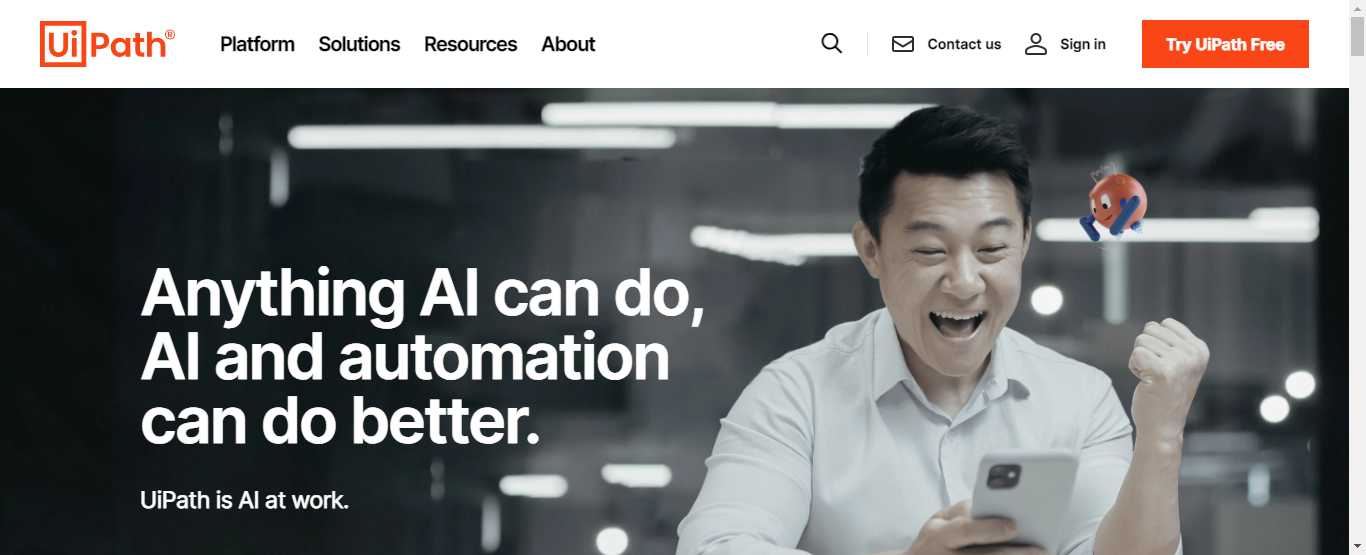 UiPath®
Platform
Solutions
Resources
About
Contact us
Sign in
Try UiPath Free
Anything AI can do,
AI and automation
can do better.
UiPath is AI at work.